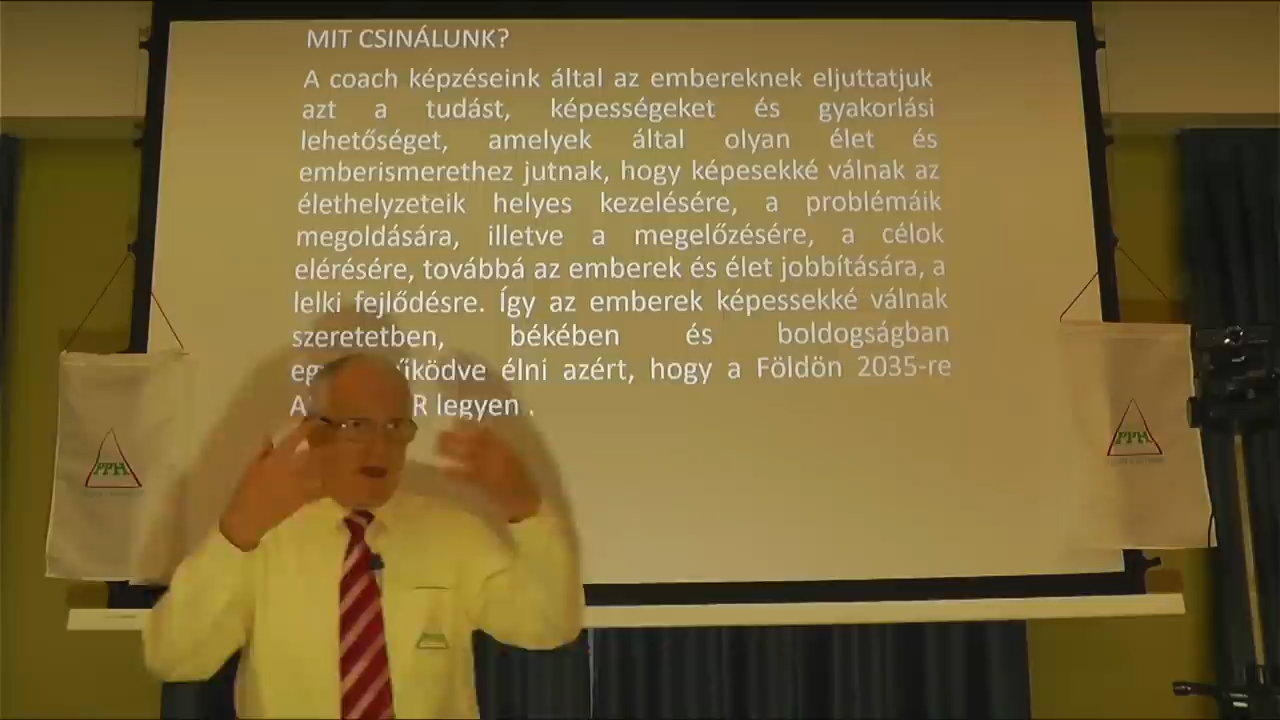 MIT CSINÁLUNK?
A coach képzéseink által az embereknek eljuttatjuk
azt a tudást, képességeket és gyakorlási
lehetőséget, amelyek által olyan élet és
emberismerethez jutnak, hogy képesekké válnak az
élethelyzeteik helyes kezelésére, a problémáik
megoldására, illetve a megelőzésére, a célok
elérésére, továbbá az emberek és élet jobbítására, a
lelki fejlődésre. Így az emberek képessekké válnak
szeretetben, békében és boldogságban
élni azért, hogy a Földön 2035-re
legyen .
PPH
PPH